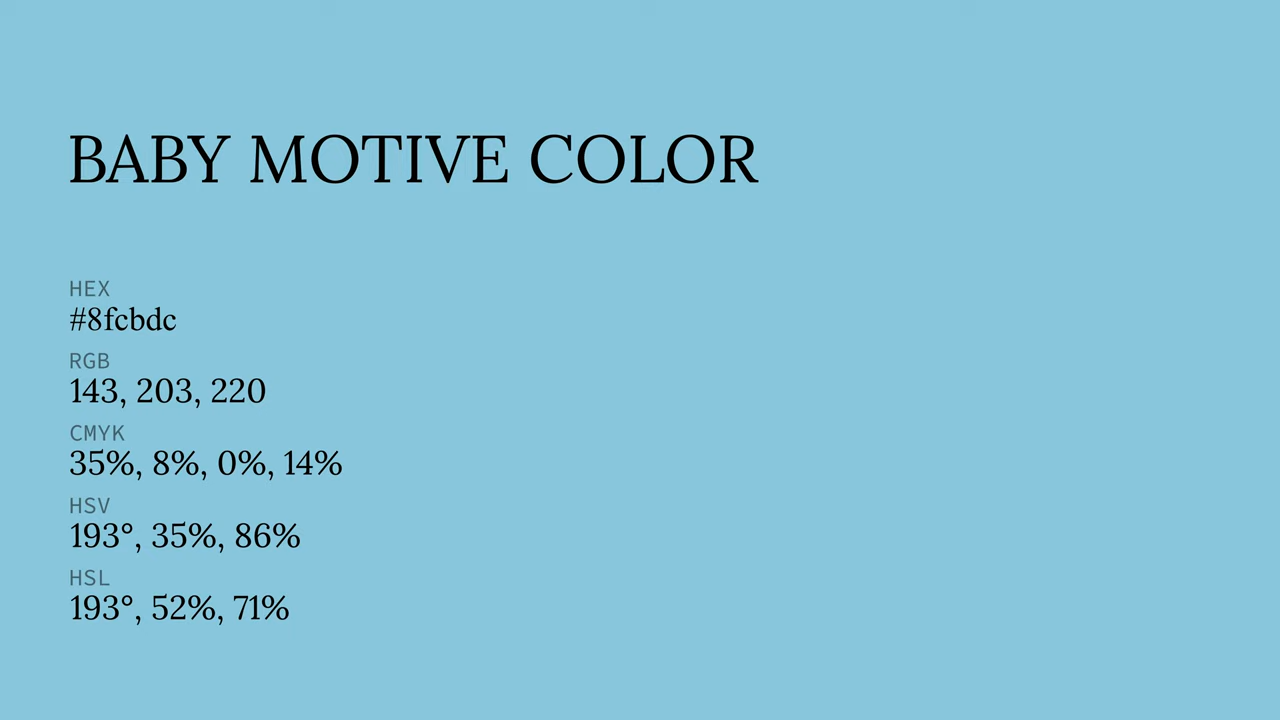 BABY MOTIVE COLOR
HEX
#8fcbdc
RGB
143, 203, 220
CMYK
35%, 8%, 0%, 14%
HSV
193°, 35%, 86%
HSL
193°, 52%, 71%